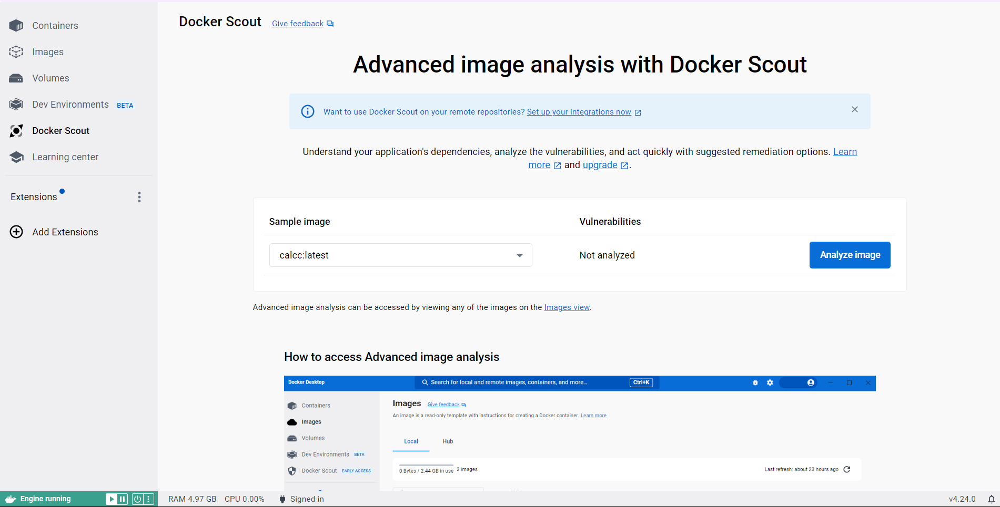 Containers
Images
Volumes
Dev Environments BETA
Docker Scout
Learning center
Extensions
Add Extensions
Docker Scout Give feedback
Advanced image analysis with Docker Scout
Want to use Docker Scout on your remote repositories? Set up your integrations now
Understand your application's dependencies, analyze the vulnerabilities, and act quickly with suggested remediation options. Learn
more and upgrade .
Sample image Vulnerabilities
calcc:latest Not analyzed Analyze image
Advanced image analysis can be accessed by viewing any of the images on the Images view.
How to access Advanced image analysis
Docker Desktop Search for local and remote images, containers, and more... Ctrl+K
Containers
Images
Volumes
Dev Environments BETA
Docker Scout EARLY ACCESS
Images Give feedback
An image is a read-only template with instructions for creating a Docker container. Learn more
Local Hub
0 Bytes / 2.44 GB in use 3 images Last refresh: about 23 hours ago
Engine running RAM 4.97 GB CPU 0.00% Signed in v4.24.0